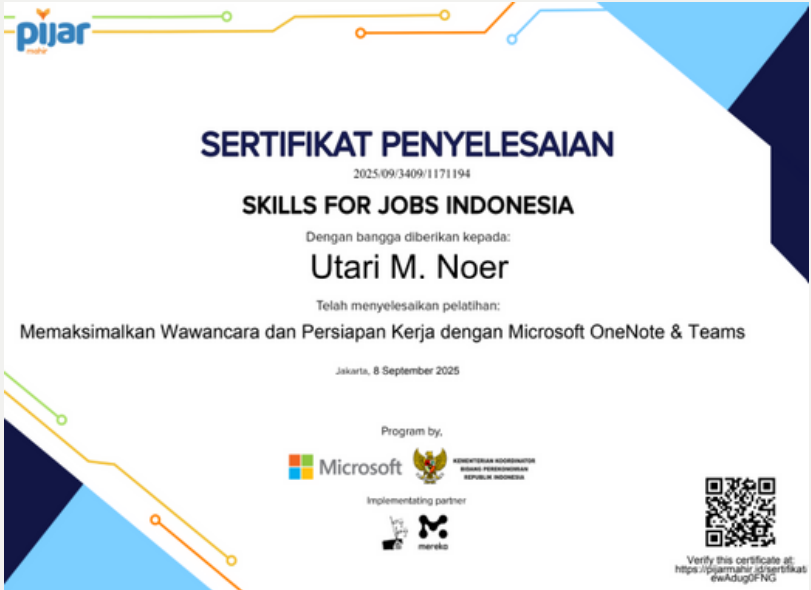 pijar
mahir
SERTIFIKAT PENYELESAIAN
2025/09/3409/1171194
SKILLS FOR JOBS INDONESIA
Dengan bangga diberikan kepada:
Utari M. Noer
Telah menyelesaikan pelatihan:
Memaksimalkan Wawancara dan Persiapan Kerja dengan Microsoft OneNote & Teams
Jakarta, 8 September 2025
Program by,
Microsoft
KEMENTERIAN KOORDINATOR
BIDANG PEREKONOMIAN
REPUBLIK INDONESIA
Implementating partner
mereka
Verify this certificate at:
https://pijarmahir.id/sertifikat/
ewAdug0FNG